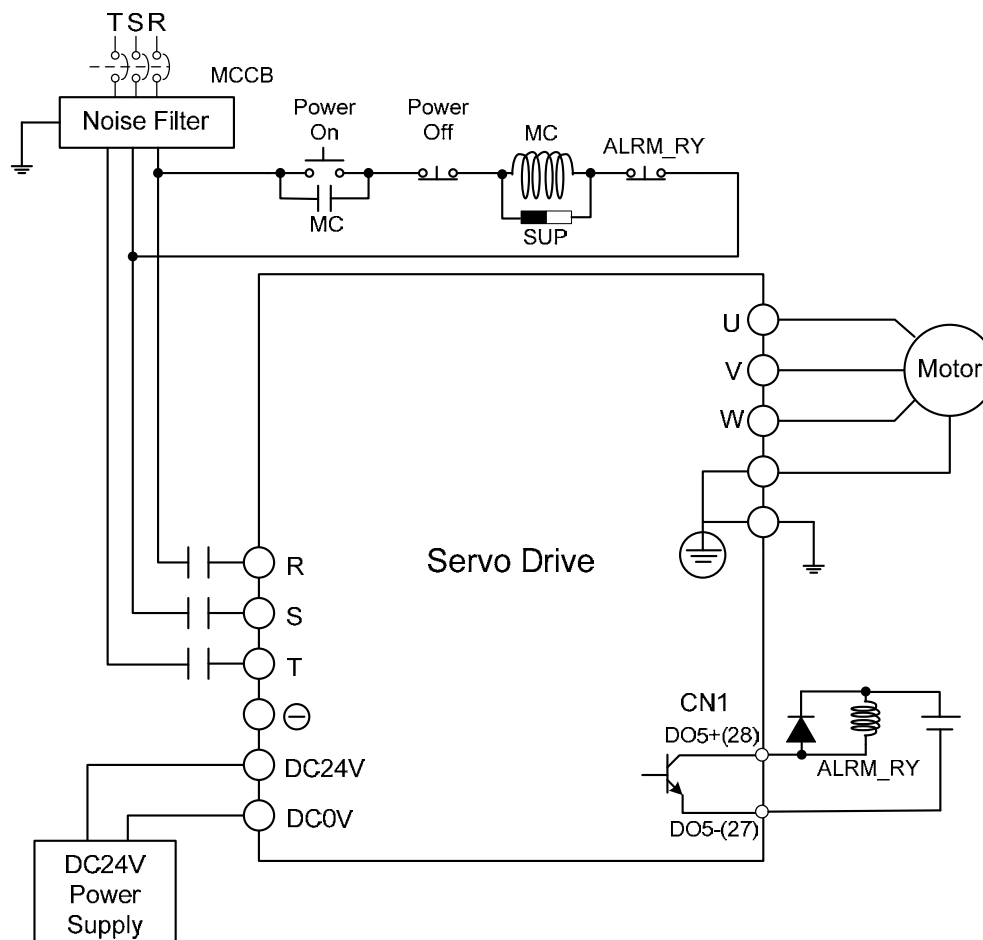 T S R
MCCB
Noise Filter
Power
On
Power
Off
MC
ALRM_RY
MC
SUP
U
V
W
Motor
Servo Drive
R
S
T
CN1
DO5+(28)
ALRM_RY
DC24V
DC0V
DO5-(27)
DC24V
Power
Supply